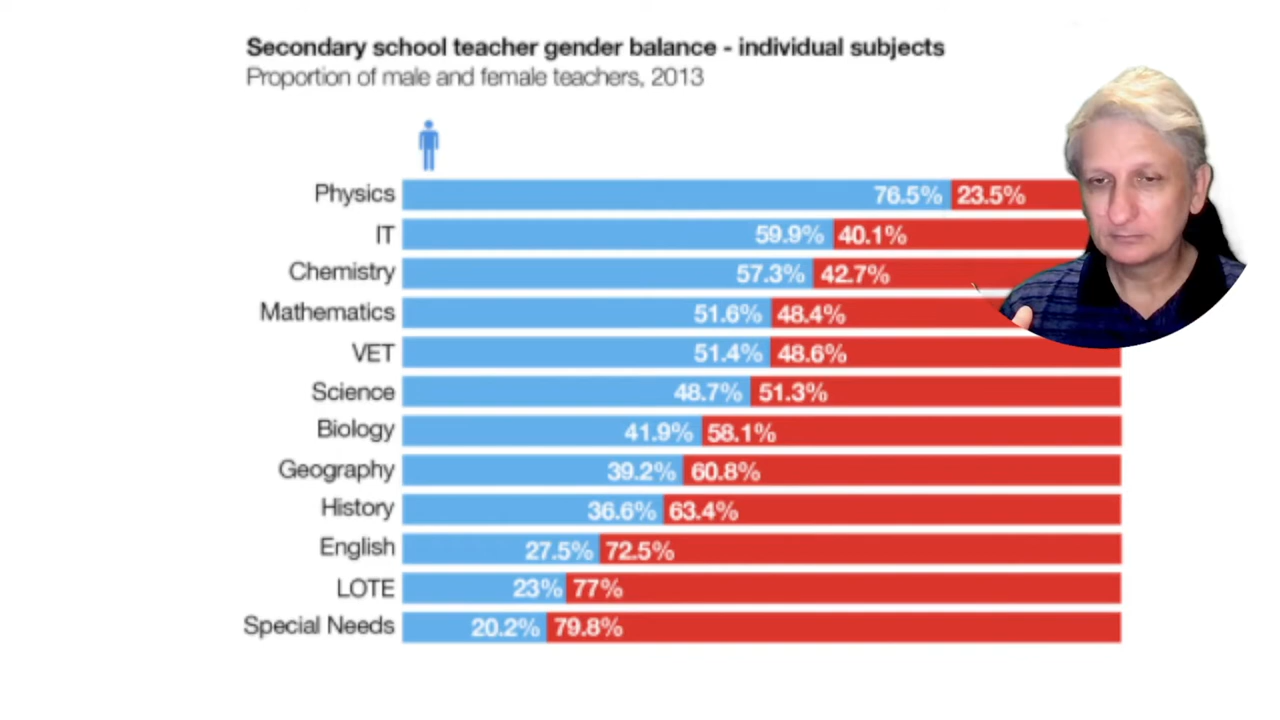 Secondary school teacher gender balance - individual subjects
Proportion of male and female teachers, 2013
Physics 76.5% 23.5%
IT 59.9% 40.1%
Chemistry 57.3% 42.7%
Mathematics 51.6% 48.4%
VET 51.4% 48.6%
Science 48.7% 51.3%
Biology 41.9% 58.1%
Geography 39.2% 60.8%
History 36.6% 63.4%
English 27.5% 72.5%
LOTE 23% 77%
Special Needs 20.2% 79.8%